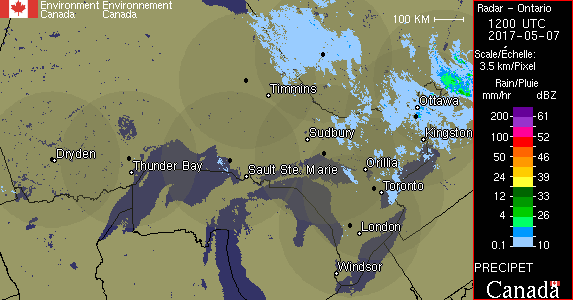 Environment Environnement
Canada Canada
100 KM
Timmins
Ottawa
Sudbury
Kingston
Dryden
Thunder Bay
Sault Ste. Marie
Orillia
Toronto
London
Windsor
Radar - Ontario
1200 UTC
2017-05-07
Scale/Échelle:
3.5 km/Pixel
Rain/Pluie
mm/hr dBZ
200 61
100 52
50 46
24 39
12 33
4 26
0.1 10
PRECIPET
Canada